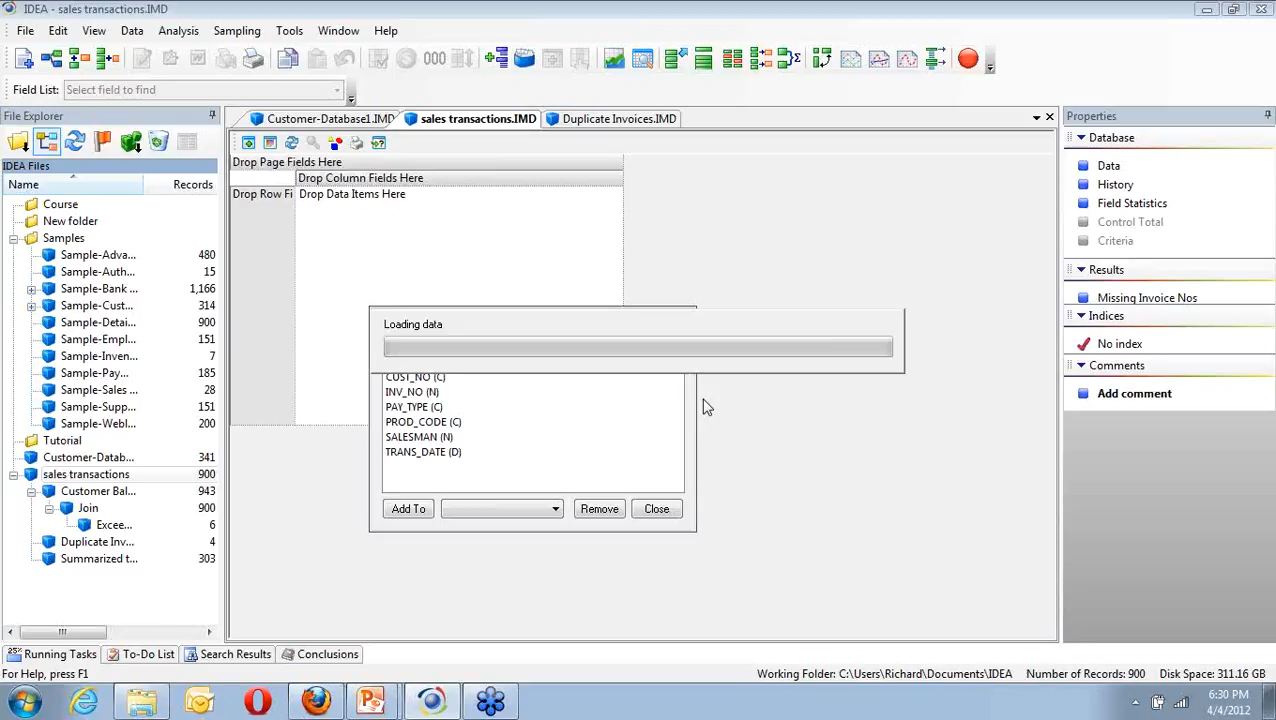 IDEA - sales transactions.IMD
File Edit View Data Analysis Sampling Tools Window Help
000
Field List: Select field to find
File Explorer
IDEA Files
Name Records
Course
New folder
Samples
Sample-Adva... 480
Sample-Auth... 15
Sample-Bank ... 1,166
Sample-Cust... 314
Sample-Detai... 900
Sample-Empl... 151
Sample-Inven... 7
Sample-Pay... 315
Sample-Sales ... 28
Sample-Supp... 151
Sample-Webl... 200
Tutorial
Customer-Datab... 341
sales transactions 900
Customer Bal... 943
Join 900
Excee... 6
Duplicate Inv... 4
Summarized t... 303
Customer-Database1.IMD sales transactions.IMD Duplicate Invoices.IMD
Drop Page Fields Here
Drop Column Fields Here
Drop Row Fi Drop Data Items Here
Loading data
CUST_NO (C)
INV_NO (N)
PAY_TYPE (C)
PROD_CODE (C)
SALESMAN (N)
TRANS_DATE (D)
Add To Remove Close
Properties
Database
Data
History
Field Statistics
Control Total
Criteria
Results
Missing Invoice Nos
Indices
No index
Comments
Add comment
Running Tasks To-Do List Search Results Conclusions
For Help, press F1 Working Folder: C:\Users\Richard\Documents\IDEA Number of Records: 900 Disk Space: 311.16 GB
6:30 PM
4/4/2012